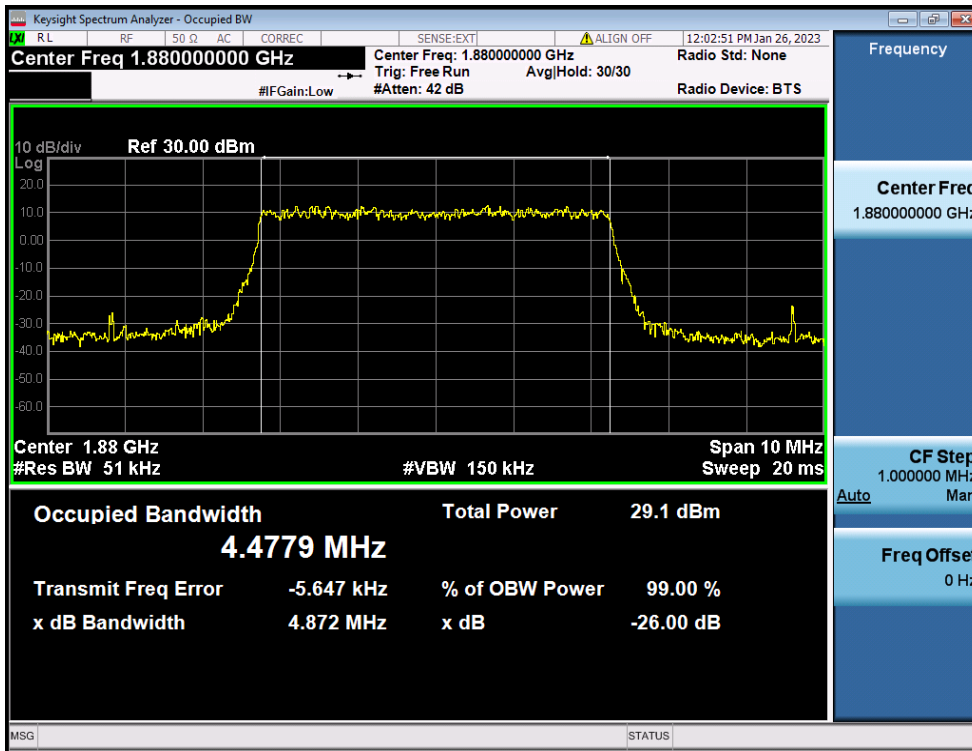 Keysight Spectrum Analyzer - Occupied BW
LXI RL RF 50 Ω AC CORREC SENSE:EXT ALIGN OFF 12:02:51 PM Jan 26, 2023
Center Freq 1.880000000 GHz
Center Freq: 1.880000000 GHz Radio Std: None
Trig: Free Run Avg|Hold: 30/30
#IFGain:Low #Atten: 42 dB Radio Device: BTS
10 dB/div Ref 30.00 dBm
Log
20.0
10.0
0.00
-10.0
-20.0
-30.0
-40.0
-50.0
-60.0
Center 1.88 GHz Span 10 MHz
#Res BW 51 kHz #VBW 150 kHz Sweep 20 ms
Occupied Bandwidth Total Power 29.1 dBm
4.4779 MHz
Transmit Freq Error -5.647 kHz % of OBW Power 99.00 %
x dB Bandwidth 4.872 MHz x dB -26.00 dB
MSG STATUS
Frequency
Center Freq
1.880000000 GHz
CF Step
1.000000 MHz
Auto Man
Freq Offset
0 Hz